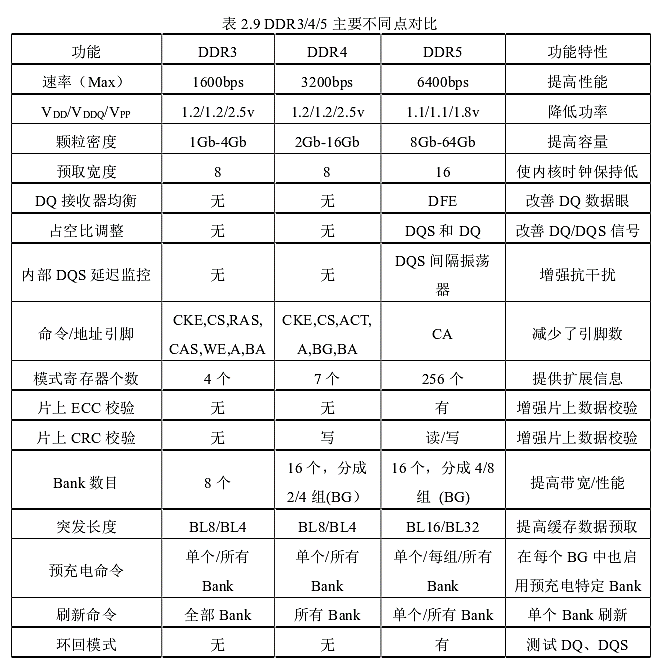 表 2.9 DDR3/4/5 主要不同点对比
功能 DDR3 DDR4 DDR5 功能特性
速率（Max） 1600bps 3200bps 6400bps 提高性能
VDD/VDDQ/VPP 1.2/1.2/2.5v 1.2/1.2/2.5v 1.1/1.1/1.8v 降低功率
颗粒密度 1Gb-4Gb 2Gb-16Gb 8Gb-64Gb 提高容量
预取宽度 8 8 16 使内核时钟保持低
DQ 接收器均衡 无 无 DFE 改善 DQ 数据眼
占空比调整 无 无 DQS 和 DQ 改善 DQ/DQS 信号
内部 DQS 延迟监控 无 无 DQS 间隔振荡
器 增强抗干扰
命令/地址引脚 CKE,CS,RAS,
CAS,WE,A,BA CKE,CS,ACT,
A,BG,BA CA 减少了引脚数
模式寄存器个数 4 个 7 个 256 个 提供扩展信息
片上 ECC 校验 无 无 有 增强片上数据校验
片上 CRC 校验 无 写 读/写 增强片上数据校验
Bank 数目 8 个 16 个，分成
2/4 组(BG） 16 个，分成 4/8
组 (BG) 提高带宽/性能
突发长度 BL8/BL4 BL8/BL4 BL16/BL32 提高缓存数据预取
预充电命令 单个/所有
Bank 单个/所有
Bank 单个/每组/所有
Bank 在每个 BG 中也启
用预充电特定 Bank
刷新命令 全部 Bank 所有 Bank 单个/所有 Bank 单个 Bank 刷新
环回模式 无 无 有 测试 DQ、DQS